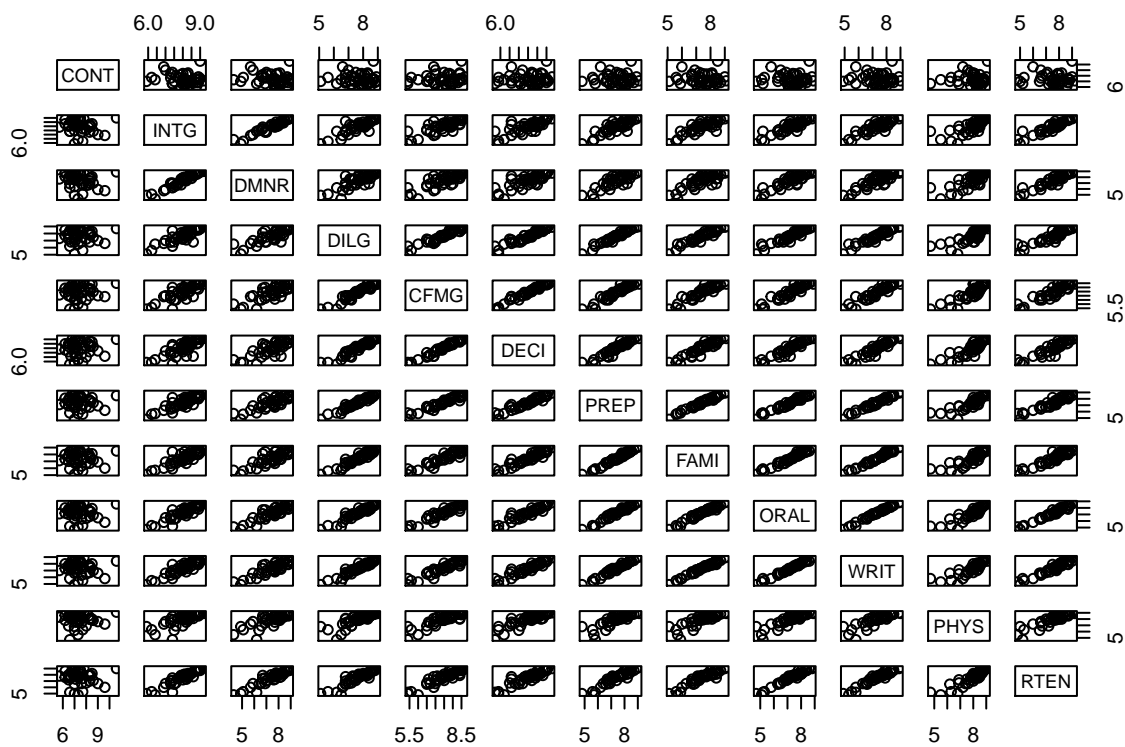 6.0 9.0 5 8 6.0 5 8 5 8 5 8
CONT 6
6.0 INTG
DMNR 5
5 DILG
CFMG 5.5
6.0 DECI
PREP 5
5 FAMI
ORAL 5
5 WRIT
PHYS 5
5 RTEN
6 9 5 8 5.5 8.5 5 8 5 8 5 8